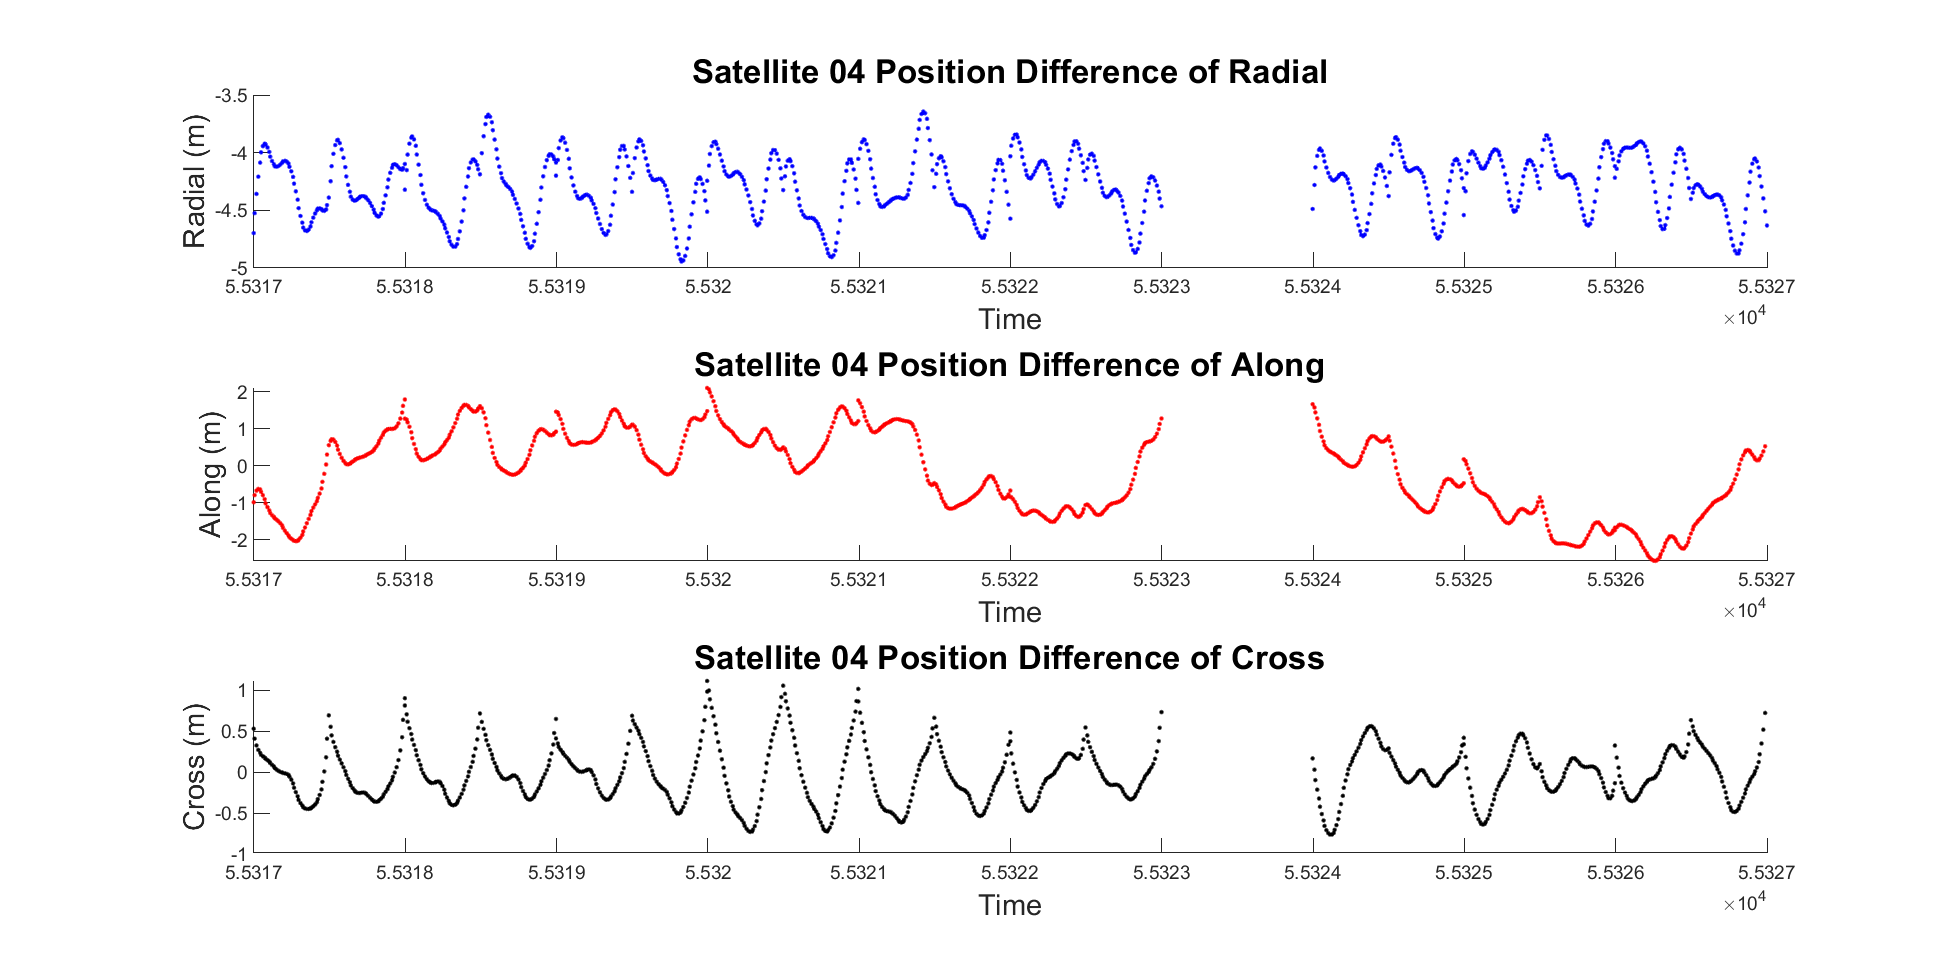 Satellite 04 Position Difference of Radial
Radial (m)
-3.5
-4
-4.5
-5
5.5317 5.5318 5.5319 5.532 5.5321 5.5322 5.5323 5.5324 5.5325 5.5326 5.5327
Time
×10^4
Satellite 04 Position Difference of Along
Along (m)
2
1
0
-1
-2
5.5317 5.5318 5.5319 5.532 5.5321 5.5322 5.5323 5.5324 5.5325 5.5326 5.5327
Time
×10^4
Satellite 04 Position Difference of Cross
Cross (m)
1
0.5
0
-0.5
-1
5.5317 5.5318 5.5319 5.532 5.5321 5.5322 5.5323 5.5324 5.5325 5.5326 5.5327
Time
×10^4